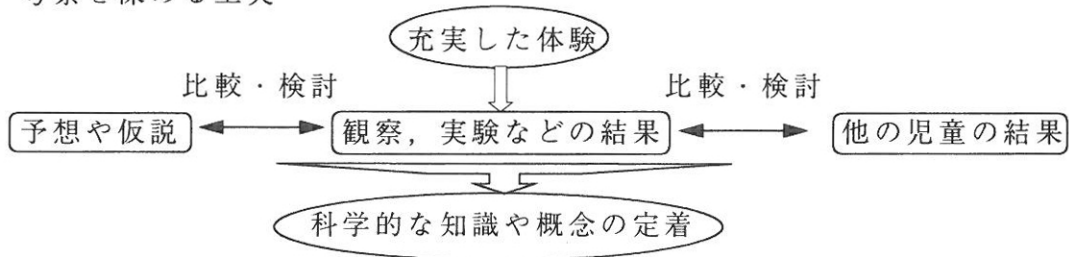 考察を深める工夫
充実した体験
比較・検討 比較・検討
予想や仮説 観察，実験などの結果 他の児童の結果
科学的な知識や概念の定着